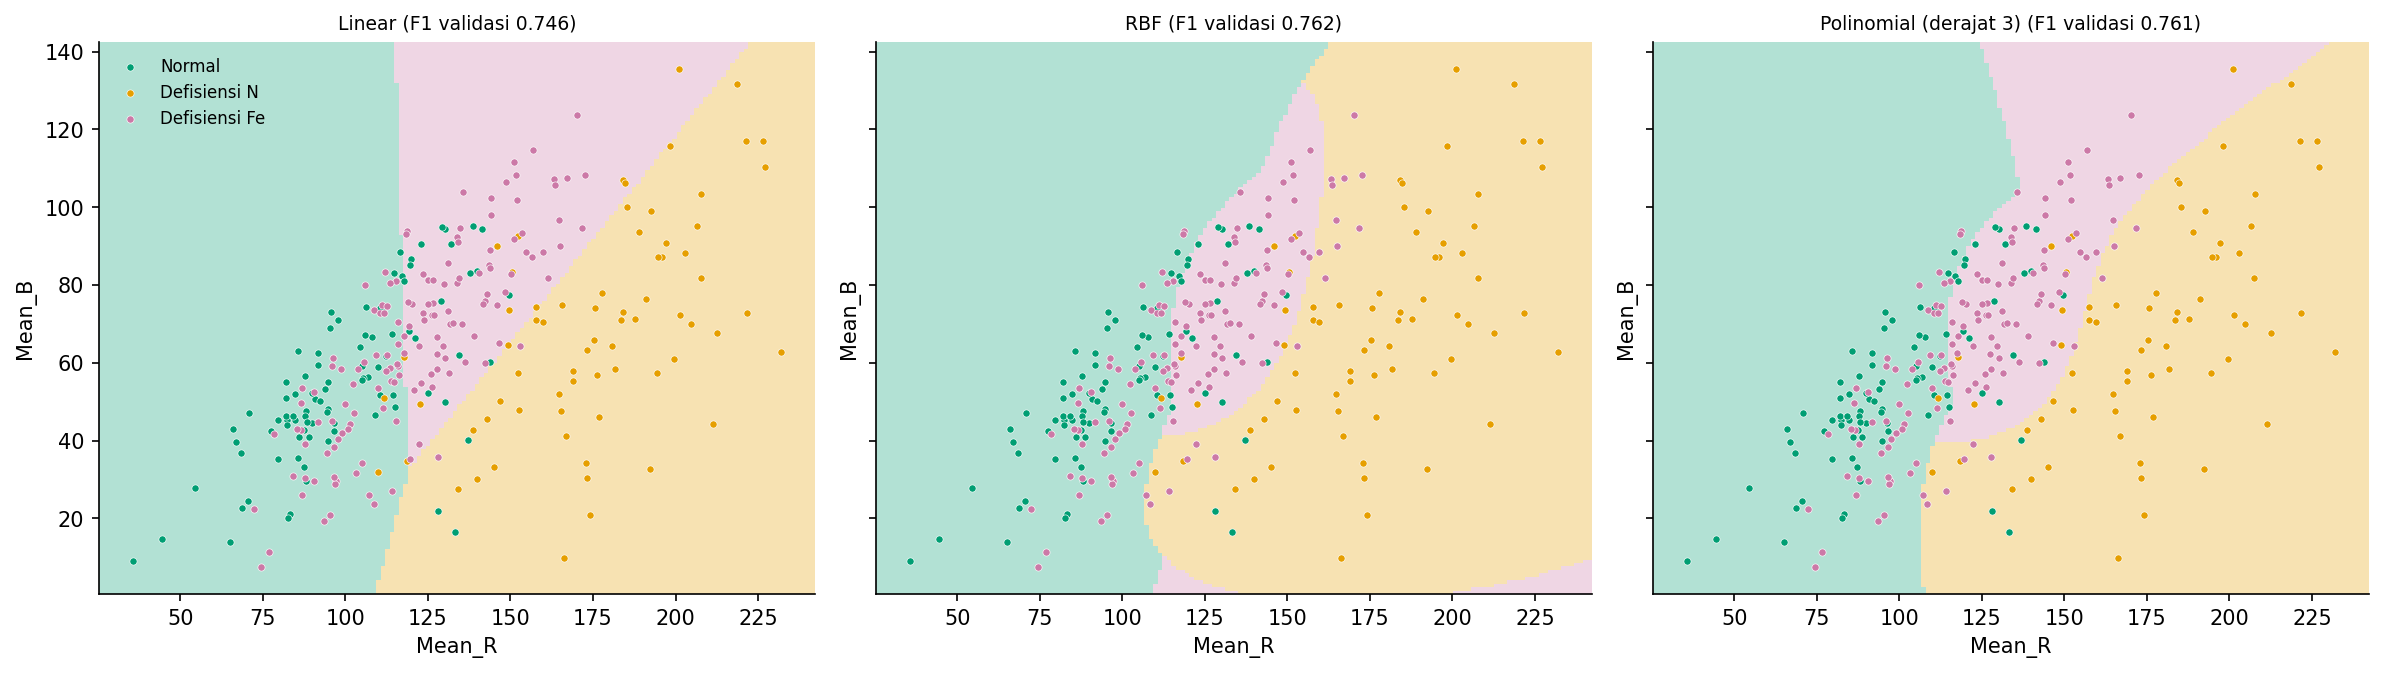 Linear (F1 validasi 0.746)
140
120
100
80
60
40
20
Mean_B
Normal
Defisiensi N
Defisiensi Fe
50 75 100 125 150 175 200 225
Mean_R
RBF (F1 validasi 0.762)
Mean_B
50 75 100 125 150 175 200 225
Mean_R
Polinomial (derajat 3) (F1 validasi 0.761)
Mean_B
50 75 100 125 150 175 200 225
Mean_R